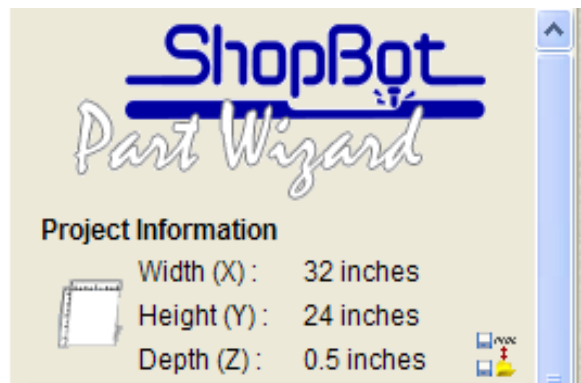 ShopBot
Part Wizard
Project Information
Width (X) : 32 inches
Height (Y) : 24 inches
Depth (Z) : 0.5 inches